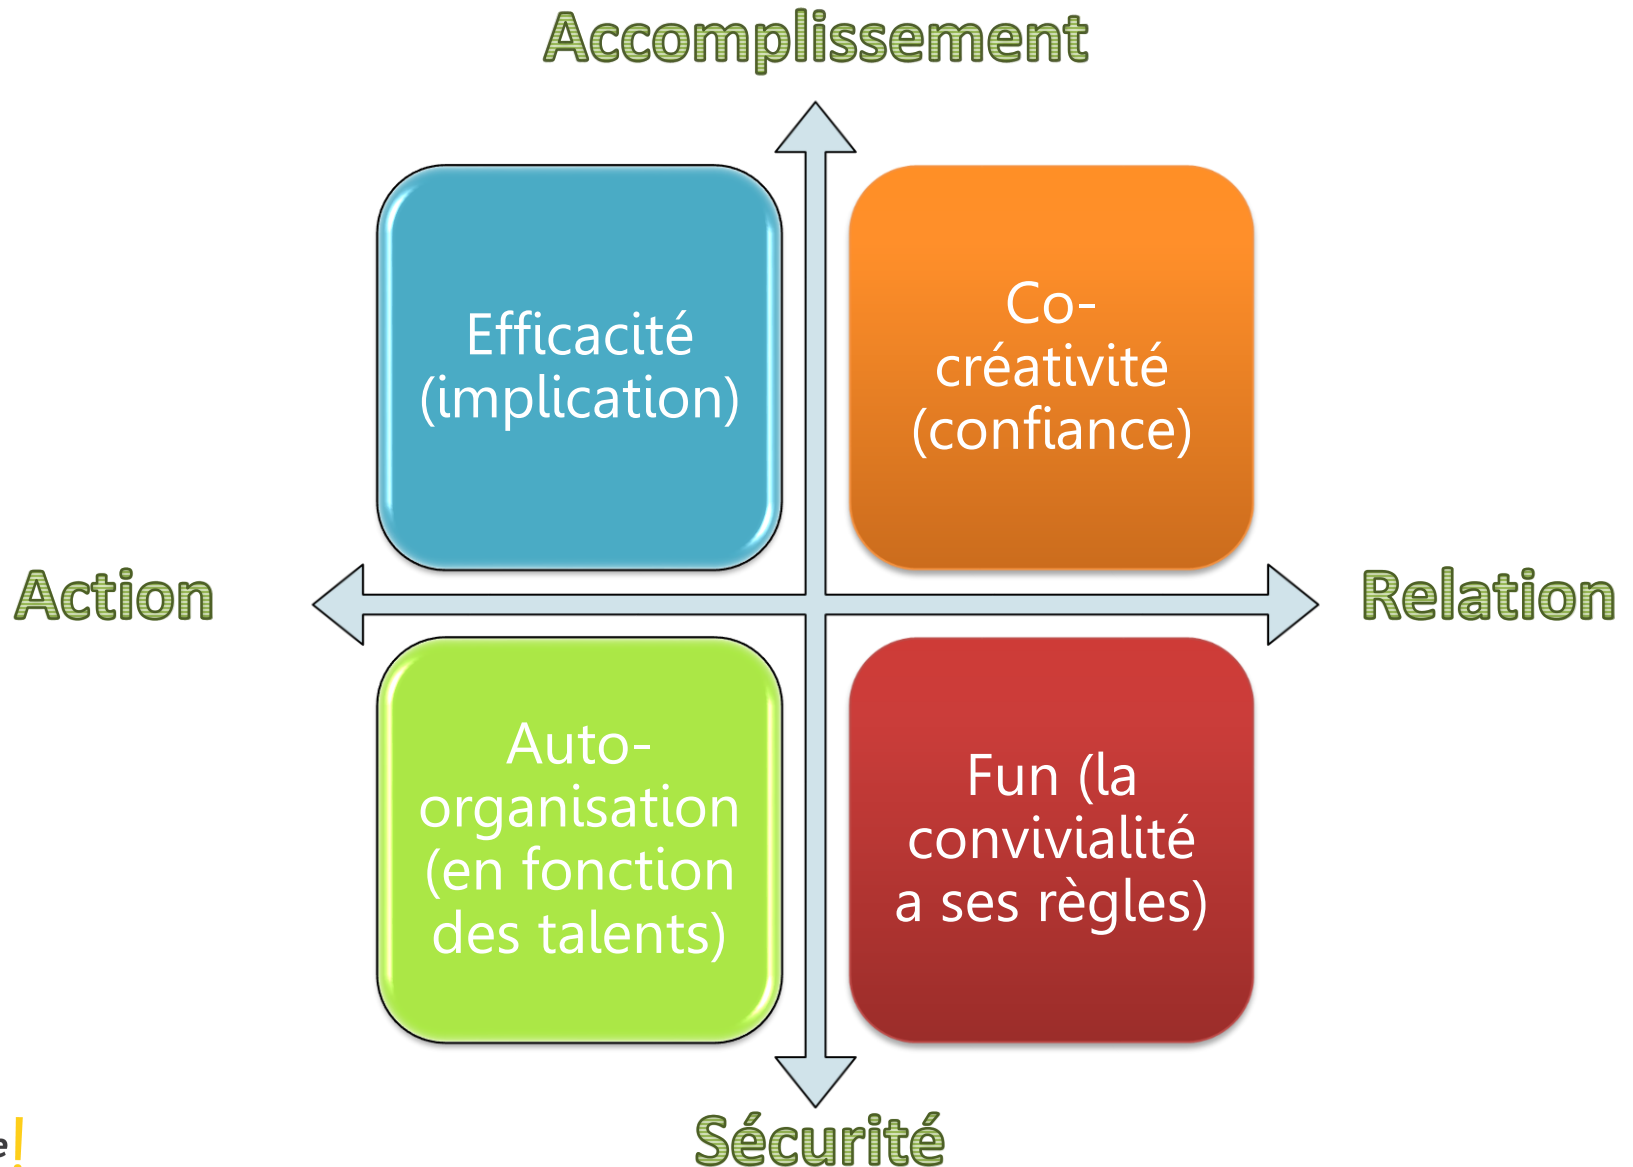 Accomplissement
Efficacité
(implication)
Co-
créativité
(confiance)
Action
Relation
Auto-
organisation
(en fonction
des talents)
Fun (la
convivialité
a ses règles)
Sécurité
e!